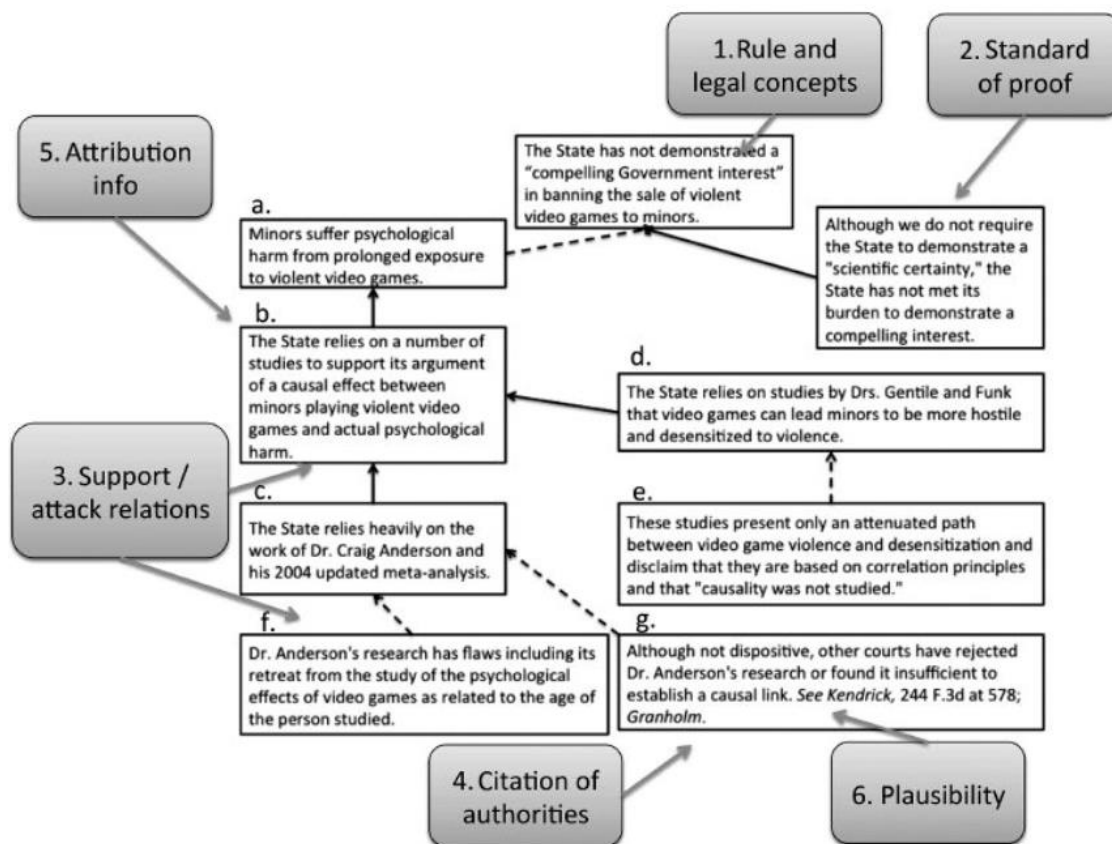 1. Rule and
legal concepts
2. Standard
of proof
5. Attribution
info
The State has not demonstrated a
“compelling Government interest”
in banning the sale of violent
video games to minors.
a.
Minors suffer psychological
harm from prolonged exposure
to violent video games.
Although we do not require
the State to demonstrate a
"scientific certainty," the
State has not met its
burden to demonstrate a
compelling interest.
b.
The State relies on a number of
studies to support its argument
of a causal effect between
minors playing violent video
games and actual psychological
harm.
d.
The State relies on studies by Drs. Gentile and Funk
that video games can lead minors to be more hostile
and desensitized to violence.
3. Support /
attack relations
c.
The State relies heavily on the
work of Dr. Craig Anderson and
his 2004 updated meta-analysis.
e.
These studies present only an attenuated path
between video game violence and desensitization and
disclaim that they are based on correlation principles
and that "causality was not studied."
f.
Dr. Anderson's research has flaws including its
retreat from the study of the psychological
effects of video games as related to the age of
the person studied.
g.
Although not dispositive, other courts have rejected
Dr. Anderson's research or found it insufficient to
establish a causal link. See Kendrick, 244 F.3d at 578;
Granholm.
4. Citation of
authorities
6. Plausibility